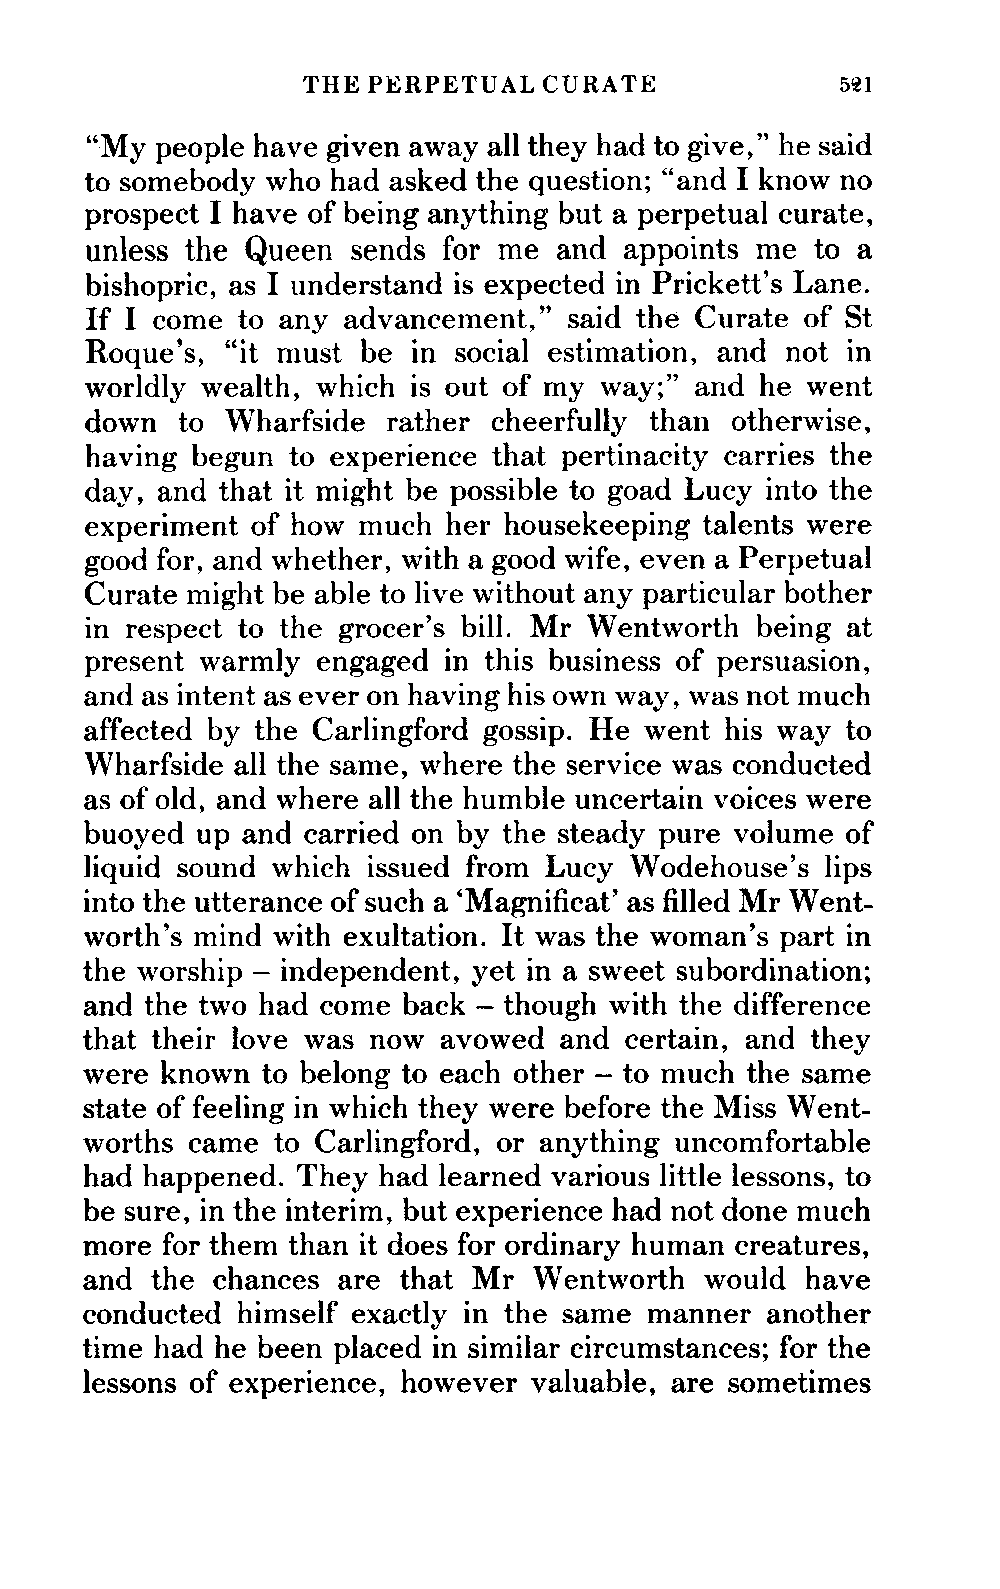 THE PERPETUAL CURATE 521
“My people have given away all they had to give,” he said
to somebody who had asked the question; “and I know no
prospect I have of being anything but a perpetual curate,
unless the Queen sends for me and appoints me to a
bishopric, as I understand is expected in Prickett’s Lane.
If I come to any advancement,” said the Curate of St
Roque’s, “it must be in social estimation, and not in
worldly wealth, which is out of my way;” and he went
down to Wharfside rather cheerfully than otherwise,
having begun to experience that pertinacity carries the
day, and that it might be possible to goad Lucy into the
experiment of how much her housekeeping talents were
good for, and whether, with a good wife, even a Perpetual
Curate might be able to live without any particular bother
in respect to the grocer’s bill. Mr Wentworth being at
present warmly engaged in this business of persuasion,
and as intent as ever on having his own way, was not much
affected by the Carlingford gossip. He went his way to
Wharfside all the same, where the service was conducted
as of old, and where all the humble uncertain voices were
buoyed up and carried on by the steady pure volume of
liquid sound which issued from Lucy Wodehouse’s lips
into the utterance of such a ‘Magnificat’ as filled Mr Went-
worth’s mind with exultation. It was the woman’s part in
the worship – independent, yet in a sweet subordination;
and the two had come back – though with the difference
that their love was now avowed and certain, and they
were known to belong to each other – to much the same
state of feeling in which they were before the Miss Went-
worths came to Carlingford, or anything uncomfortable
had happened. They had learned various little lessons, to
be sure, in the interim, but experience had not done much
more for them than it does for ordinary human creatures,
and the chances are that Mr Wentworth would have
conducted himself exactly in the same manner another
time had he been placed in similar circumstances; for the
lessons of experience, however valuable, are sometimes